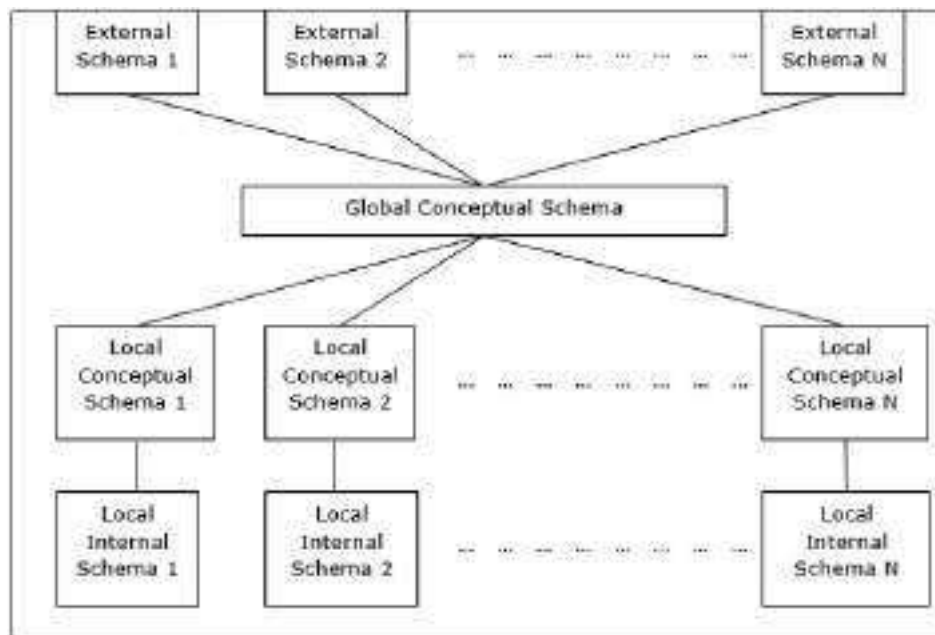 External
Schema 1
External
Schema 2
... ... ... ... ... ... ... ...
External
Schema N
Global Conceptual Schema
Local
Conceptual
Schema 1
Local
Conceptual
Schema 2
... ... ... ... ... ... ... ...
Local
Conceptual
Schema N
Local
Internal
Schema 1
Local
Internal
Schema 2
... ... ... ... ... ... ... ...
Local
Internal
Schema N